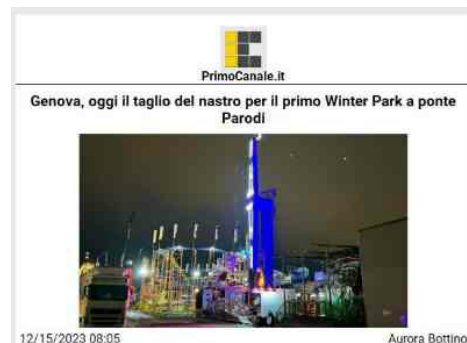 PrimoCanale.it
Genova, oggi il taglio del nastro per il primo Winter Park a ponte
Parodi
12/15/2023 08:05
Aurora Bottino